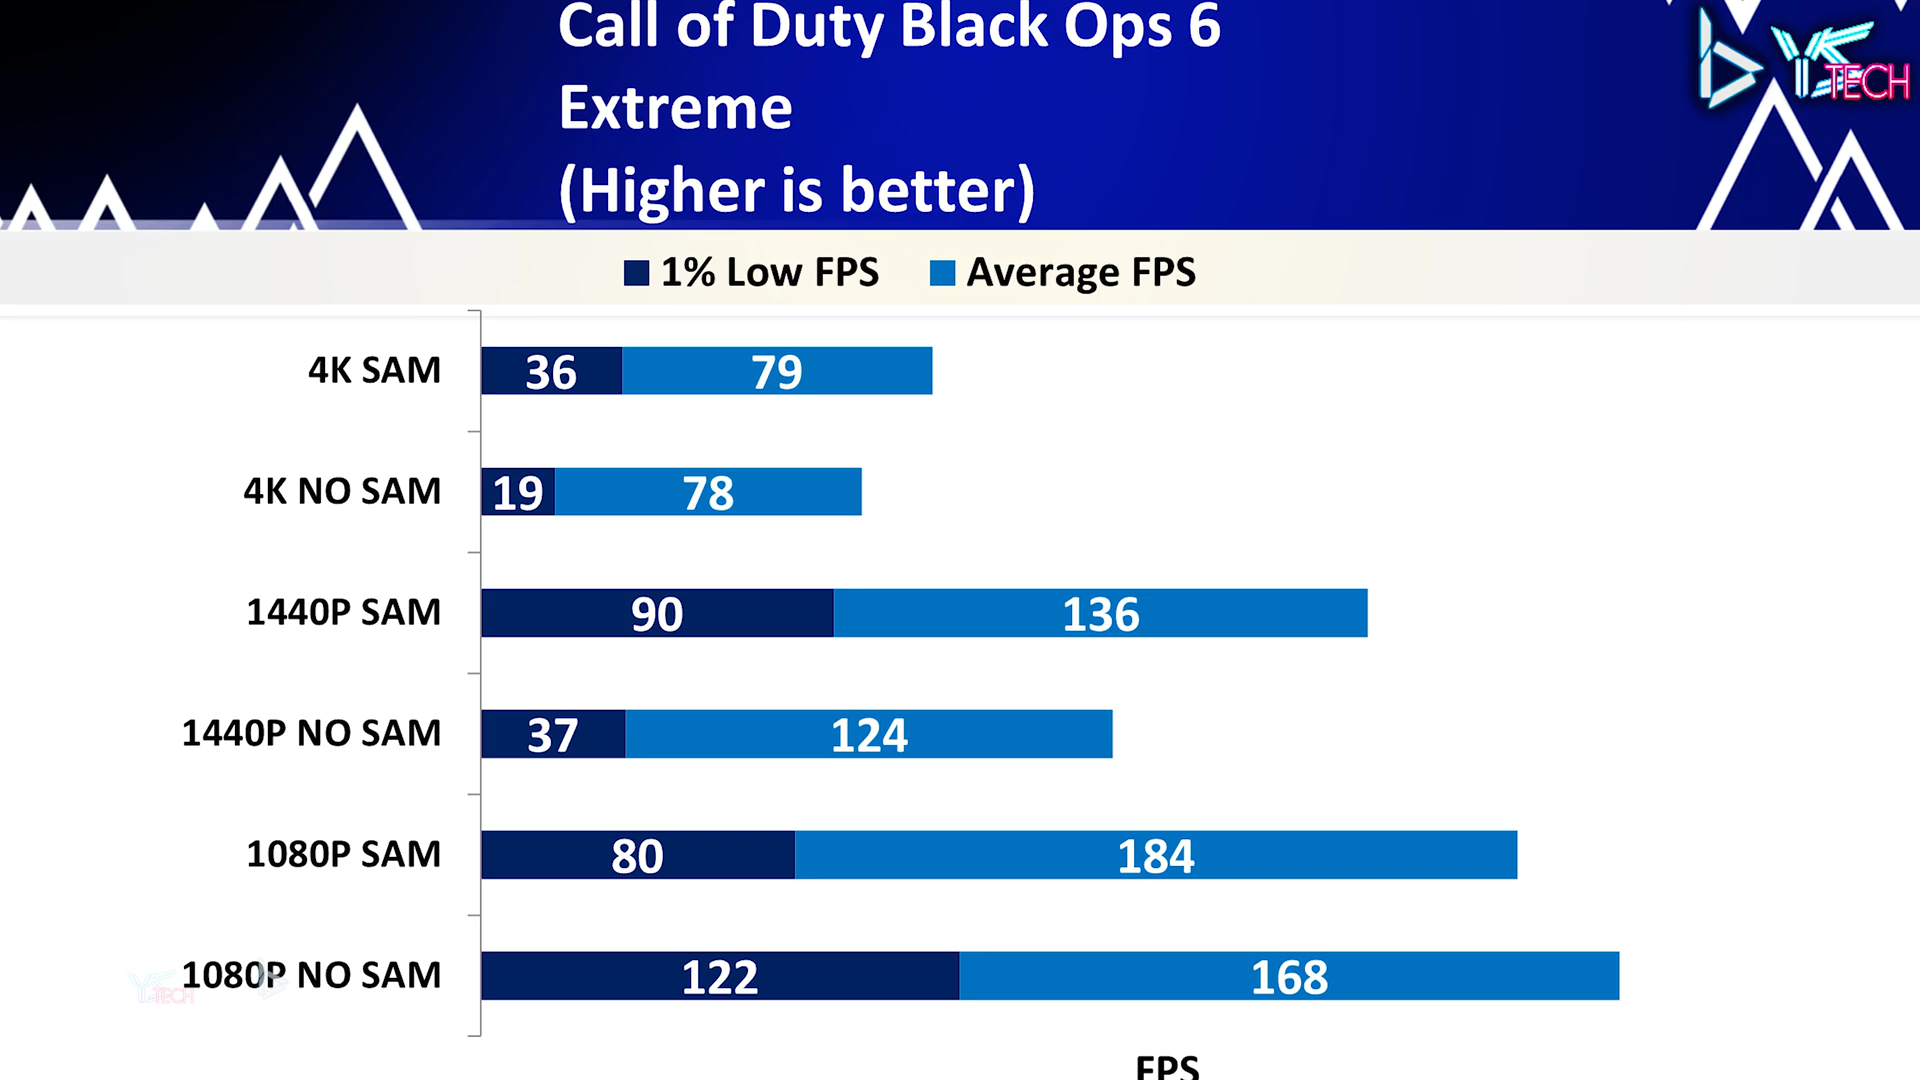 Call of Duty Black Ops 6
Extreme
(Higher is better)
TECH
1% Low FPS
Average FPS
4K SAM
36
79
4K NO SAM
19
78
1440P SAM
90
136
1440P NO SAM
37
124
1080P SAM
80
184
1080P NO SAM
122
168
TECH
FPS